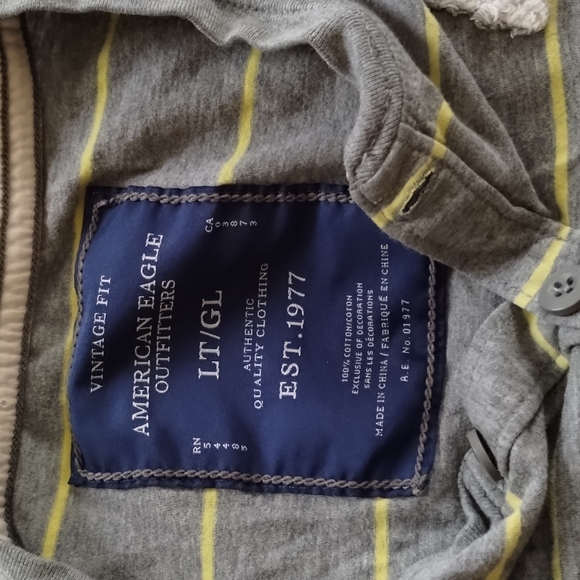 VINTAGE FIT
AMERICAN EAGLE
OUTFITTERS
RN 54485
LT/GL
CA 03873
AUTHENTIC
QUALITY CLOTHING
EST.1977
100% COTTON/COTON
EXCLUSIVE OF DECORATION
SANS LES DÉCORATIONS
MADE IN CHINA / FABRIQUÉ EN CHINE
A.E. No. 01977